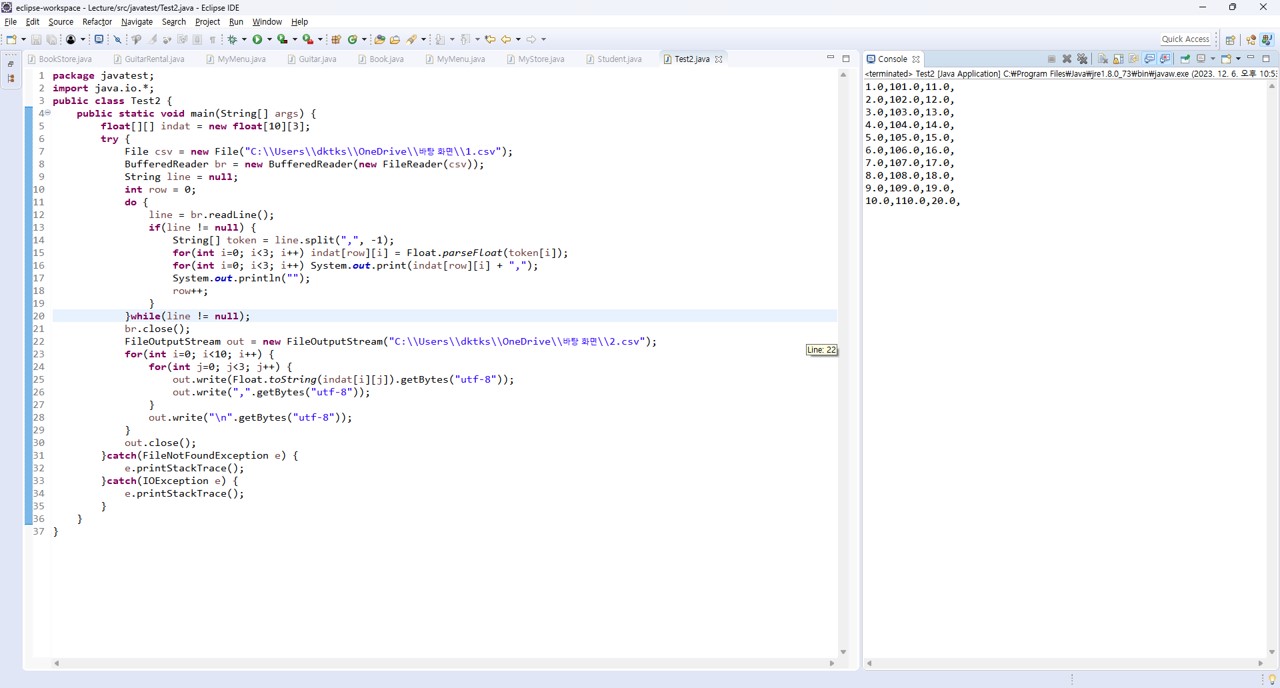 eclipse-workspace - Lecture/src/javatest/Test2.java - Eclipse IDE
File Edit Source Refactor Navigate Search Project Run Window Help
Quick Access
BookStore.java GuitarRental.java MyMenu.java Guitar.java Book.java MyMenu.java MyStore.java Student.java Test2.java
1 package javatest;
2 import java.io.*;
3 public class Test2 {
4 public static void main(String[] args) {
5 float[][] indat = new float[10][3];
6 try {
7 File csv = new File("C:\\Users\\dktks\\OneDrive\\바탕 화면\\1.csv");
8 BufferedReader br = new BufferedReader(new FileReader(csv));
9 String line = null;
10 int row = 0;
11 do {
12 line = br.readLine();
13 if(line != null) {
14 String[] token = line.split(",", -1);
15 for(int i=0; i<3; i++) indat[row][i] = Float.parseFloat(token[i]);
16 for(int i=0; i<3; i++) System.out.print(indat[row][i] + ",");
17 System.out.println("");
18 row++;
19 }
20 }while(line != null);
21 br.close();
22 FileOutputStream out = new FileOutputStream("C:\\Users\\dktks\\OneDrive\\바탕 화면\\2.csv");
23 for(int i=0; i<10; i++) {
24 for(int j=0; j<3; j++) {
25 out.write(Float.toString(indat[i][j]).getBytes("utf-8"));
26 out.write(",".getBytes("utf-8"));
27 }
28 out.write("\n".getBytes("utf-8"));
29 }
30 out.close();
31 }catch(FileNotFoundException e) {
32 e.printStackTrace();
33 }catch(IOException e) {
34 e.printStackTrace();
35 }
36 }
37 }
Line: 22
Console
<terminated> Test2 [Java Application] C:₩Program Files₩Java₩jre1.8.0_73₩bin₩javaw.exe (2023. 12. 6. 오후 10:5
1.0,101.0,11.0,
2.0,102.0,12.0,
3.0,103.0,13.0,
4.0,104.0,14.0,
5.0,105.0,15.0,
6.0,106.0,16.0,
7.0,107.0,17.0,
8.0,108.0,18.0,
9.0,109.0,19.0,
10.0,110.0,20.0,